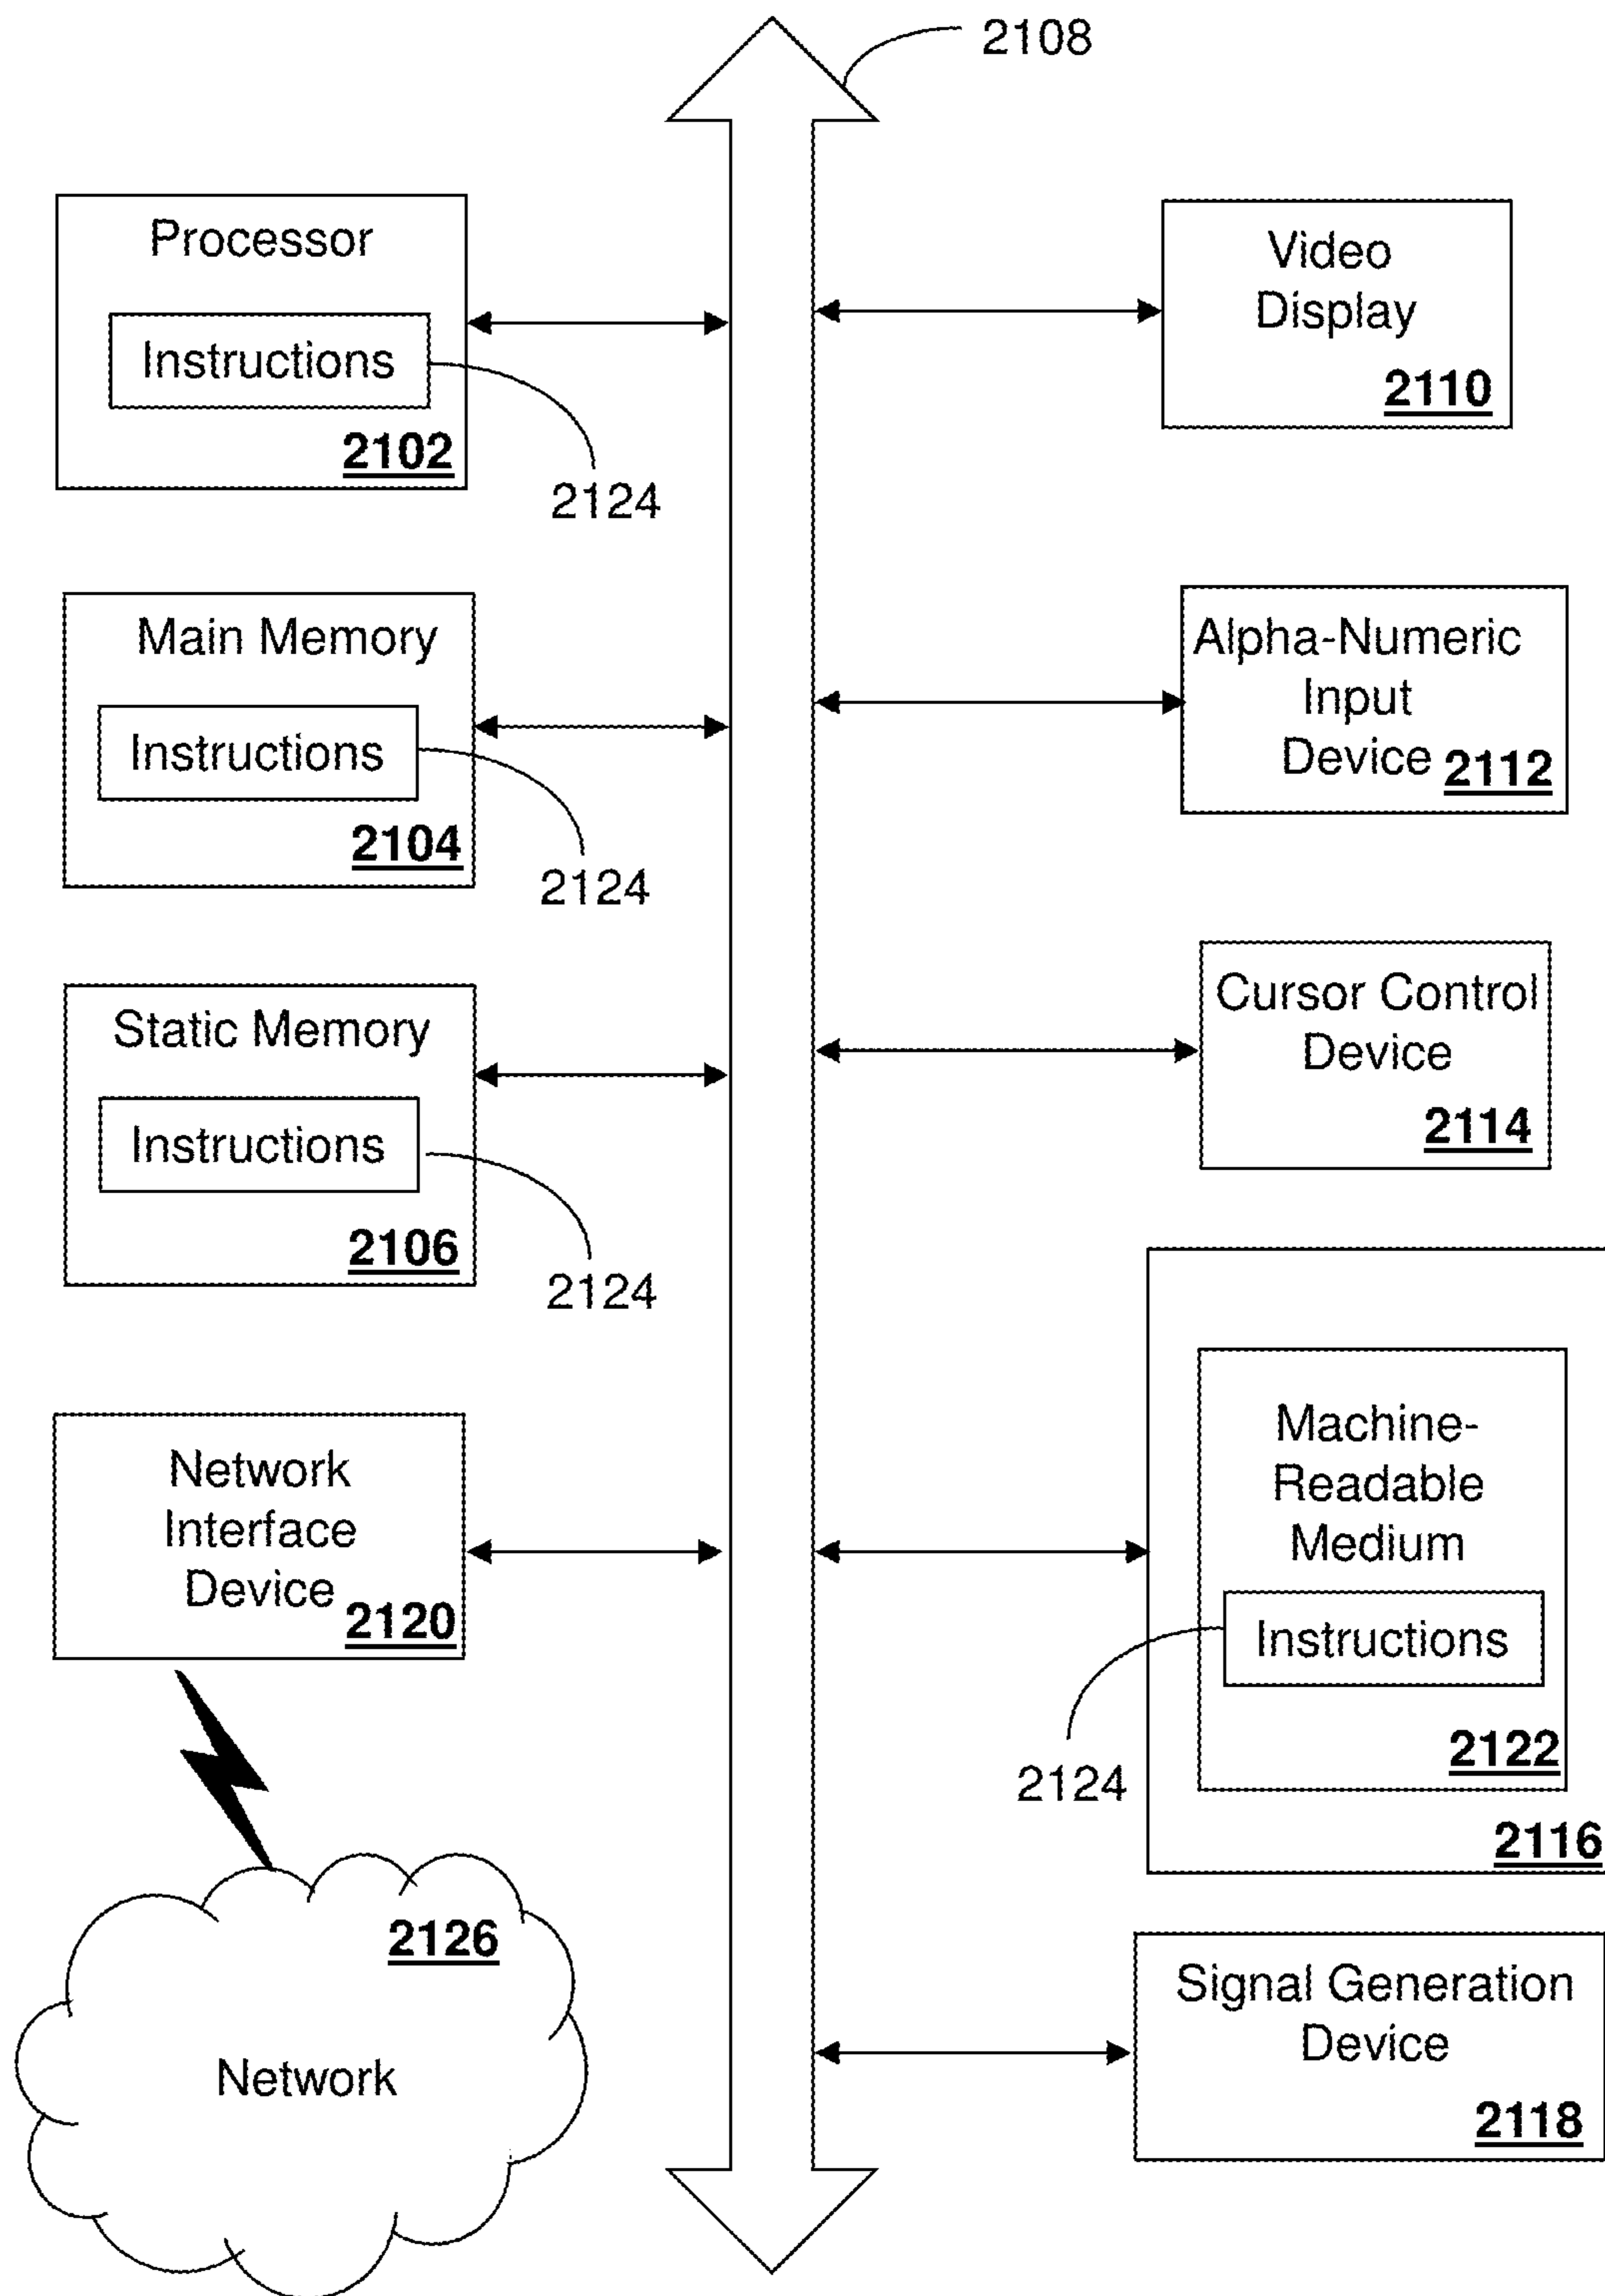 2108
Processor
Instructions
2102
2124
Main Memory
Instructions
2104
2124
Static Memory
Instructions
2106
2124
Network
Interface
Device
2120
2126
Network
Video
Display
2110
Alpha-Numeric
Input
Device
2112
Cursor Control
Device
2114
Machine-
Readable
Medium
Instructions
2122
2124
2116
Signal Generation
Device
2118